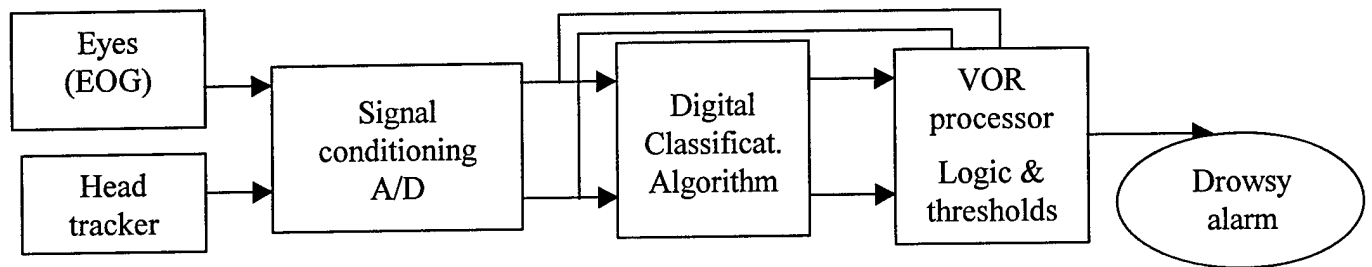 Eyes
(EOG)
Head
tracker
Signal
conditioning
A/D
Digital
Classificat.
Algorithm
VOR
processor
Logic &
thresholds
Drowsy
alarm